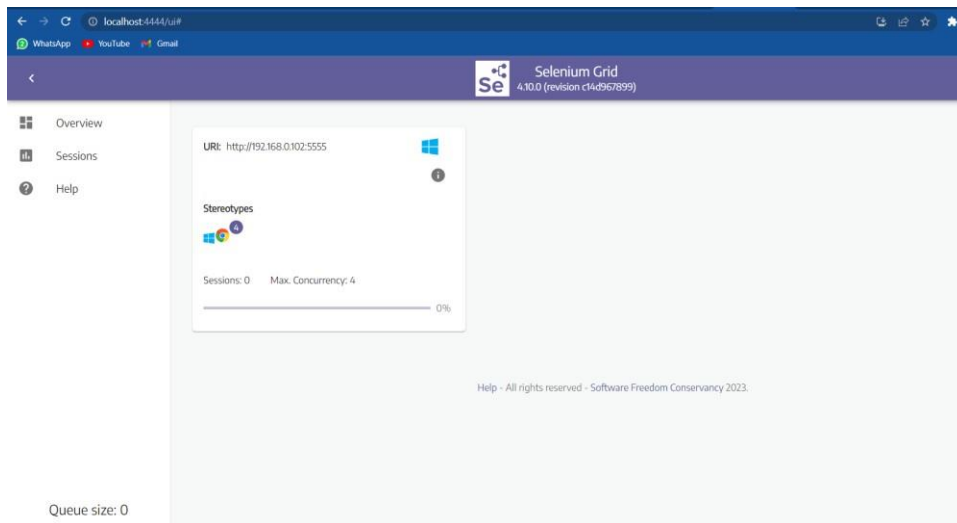 localhost:4444/ui#
WhatsApp YouTube Gmail
Se Selenium Grid
4.10.0 (revision c14d967899)
Overview
Sessions
Help
URI: http://192.168.0.102:5555
Stereotypes
4
Sessions: 0 Max. Concurrency: 4
0%
Help - All rights reserved - Software Freedom Conservancy 2023.
Queue size: 0